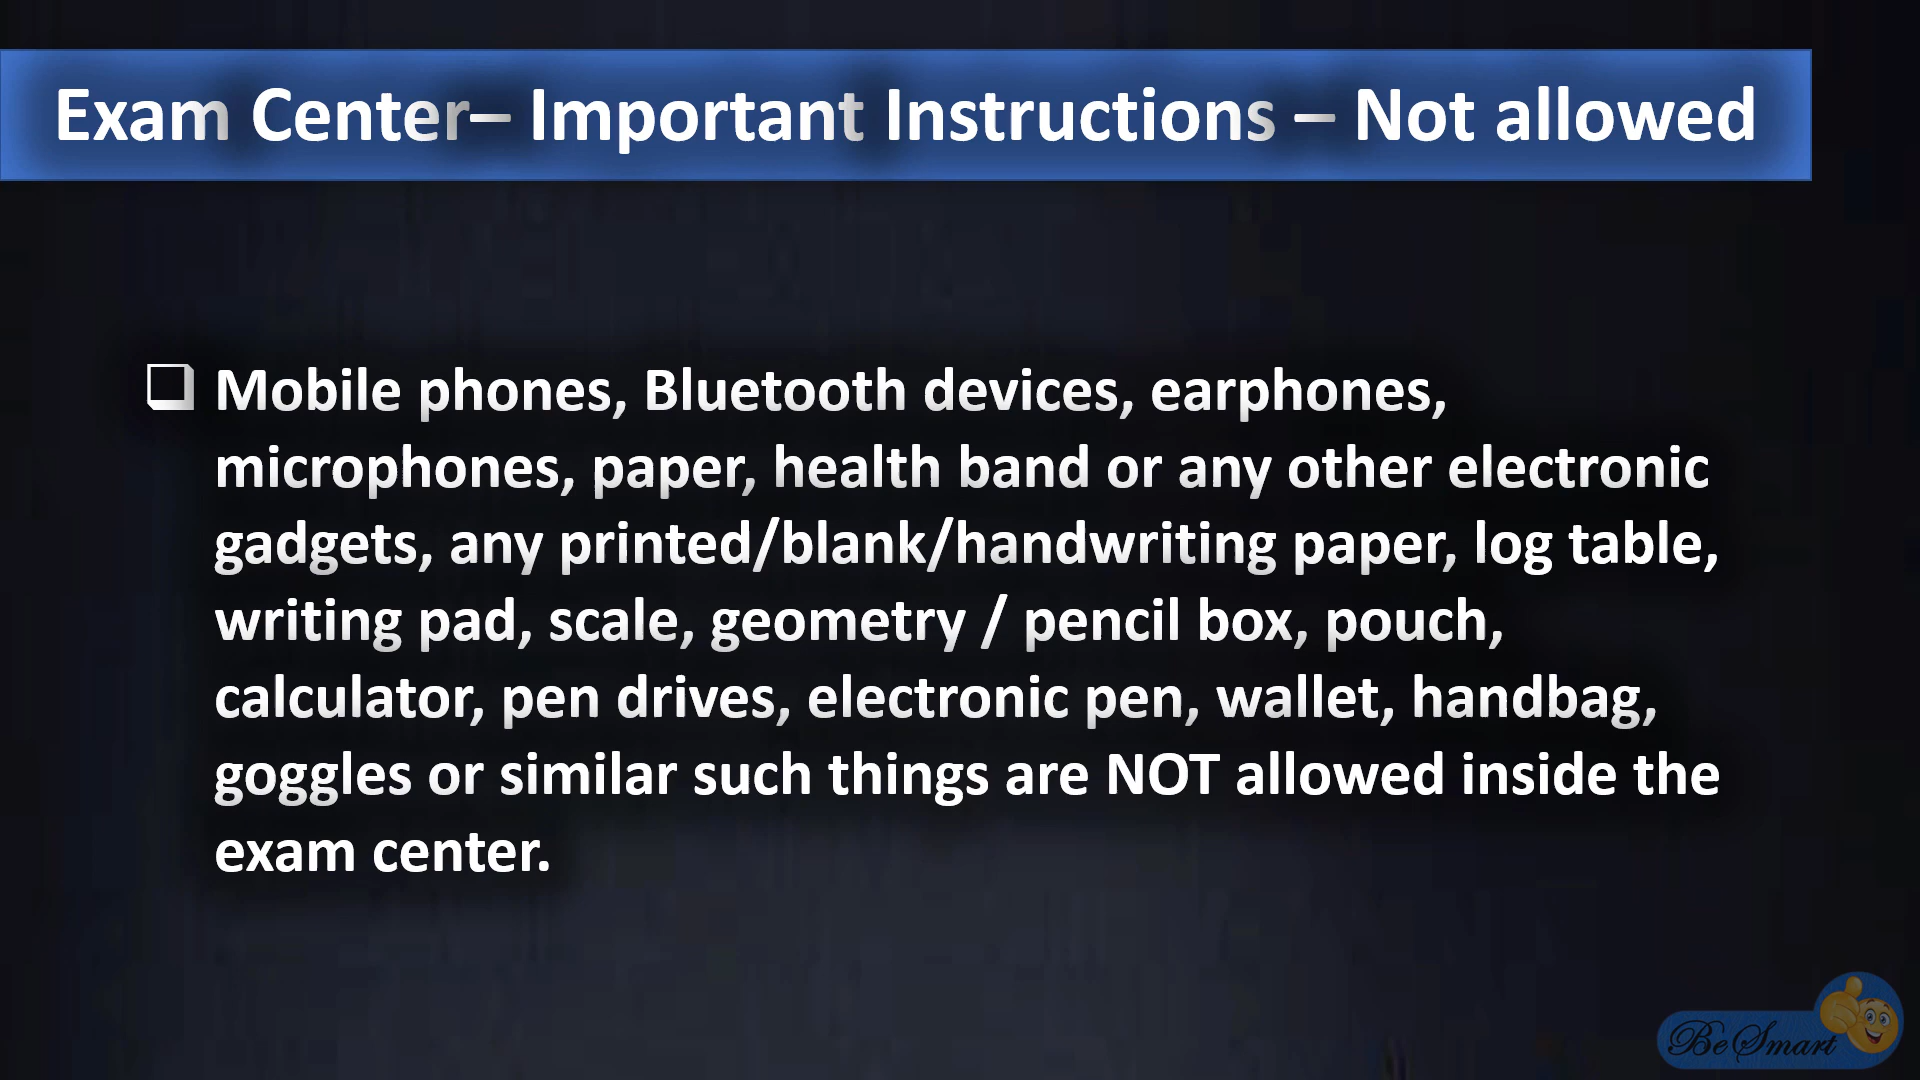 Exam Center– Important Instructions – Not allowed
❑ Mobile phones, Bluetooth devices, earphones,
microphones, paper, health band or any other electronic
gadgets, any printed/blank/handwriting paper, log table,
writing pad, scale, geometry / pencil box, pouch,
calculator, pen drives, electronic pen, wallet, handbag,
goggles or similar such things are NOT allowed inside the
exam center.
Be Smart